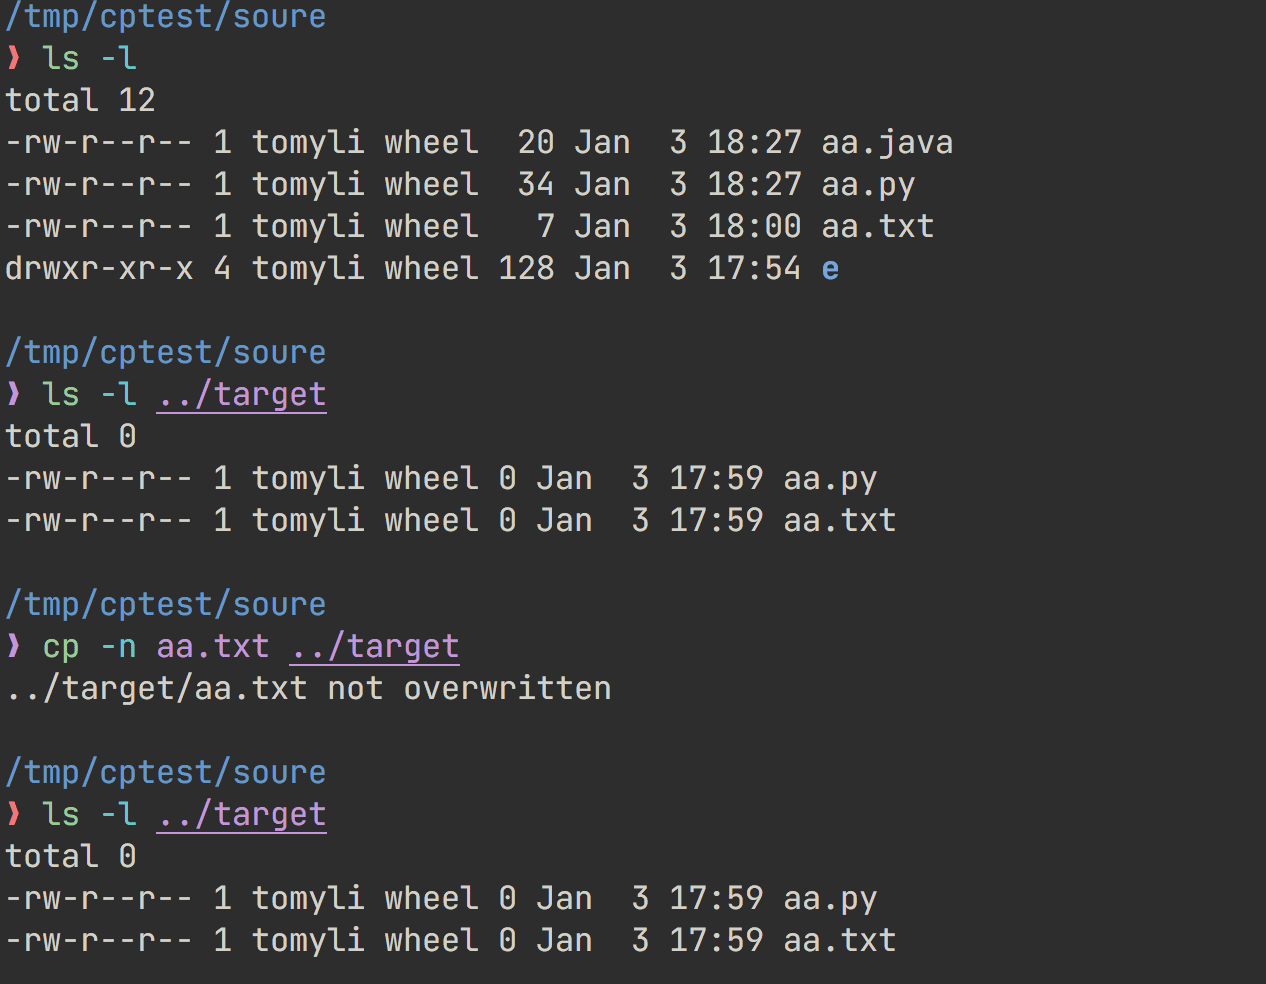 /tmp/cptest/soure
❱ ls -l
total 12
-rw-r--r-- 1 tomyli wheel  20 Jan  3 18:27 aa.java
-rw-r--r-- 1 tomyli wheel  34 Jan  3 18:27 aa.py
-rw-r--r-- 1 tomyli wheel   7 Jan  3 18:00 aa.txt
drwxr-xr-x 4 tomyli wheel 128 Jan  3 17:54 e
/tmp/cptest/soure
❱ ls -l ../target
total 0
-rw-r--r-- 1 tomyli wheel 0 Jan  3 17:59 aa.py
-rw-r--r-- 1 tomyli wheel 0 Jan  3 17:59 aa.txt
/tmp/cptest/soure
❱ cp -n aa.txt ../target
../target/aa.txt not overwritten
/tmp/cptest/soure
❱ ls -l ../target
total 0
-rw-r--r-- 1 tomyli wheel 0 Jan  3 17:59 aa.py
-rw-r--r-- 1 tomyli wheel 0 Jan  3 17:59 aa.txt